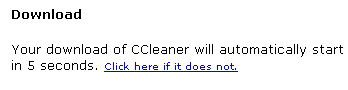 Download
Your download of CCleaner will automatically start
in 5 seconds. Click here if it does not.